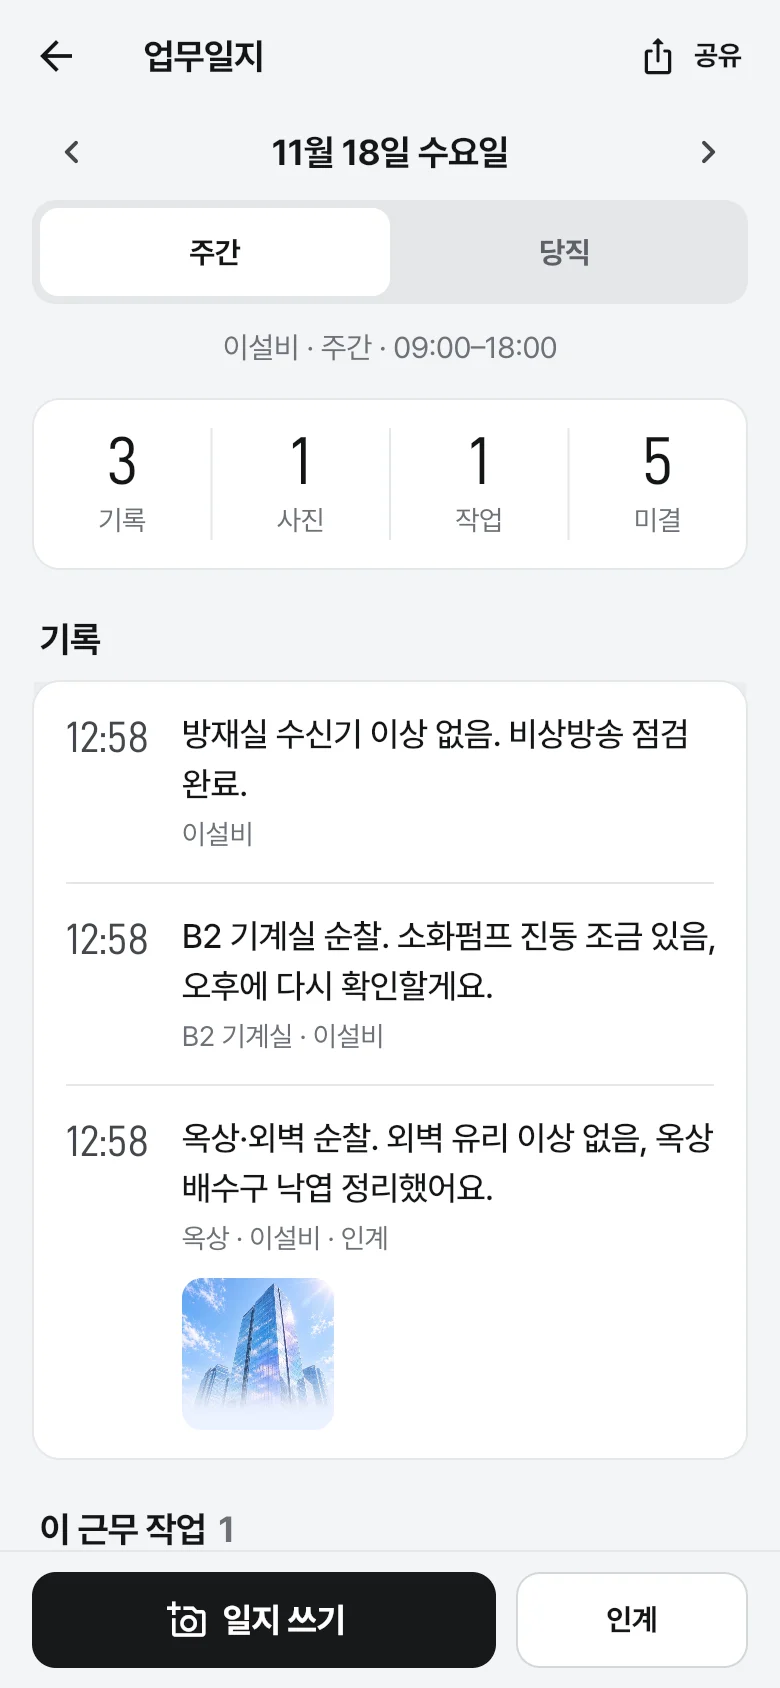 업무일지
공유
11월 18일 수요일
주간
당직
이설비 · 주간 · 09:00–18:00
3
1
1
5
기록
사진
작업
미결
기록
12:58
방재실 수신기 이상 없음. 비상방송 점검
완료.
이설비
12:58
B2 기계실 순찰. 소화펌프 진동 조금 있음,
오후에 다시 확인할게요.
B2 기계실 · 이설비
12:58
옥상·외벽 순찰. 외벽 유리 이상 없음, 옥상
배수구 낙엽 정리했어요.
옥상 · 이설비 · 인계
이 근무 작업 1
일지 쓰기
인계